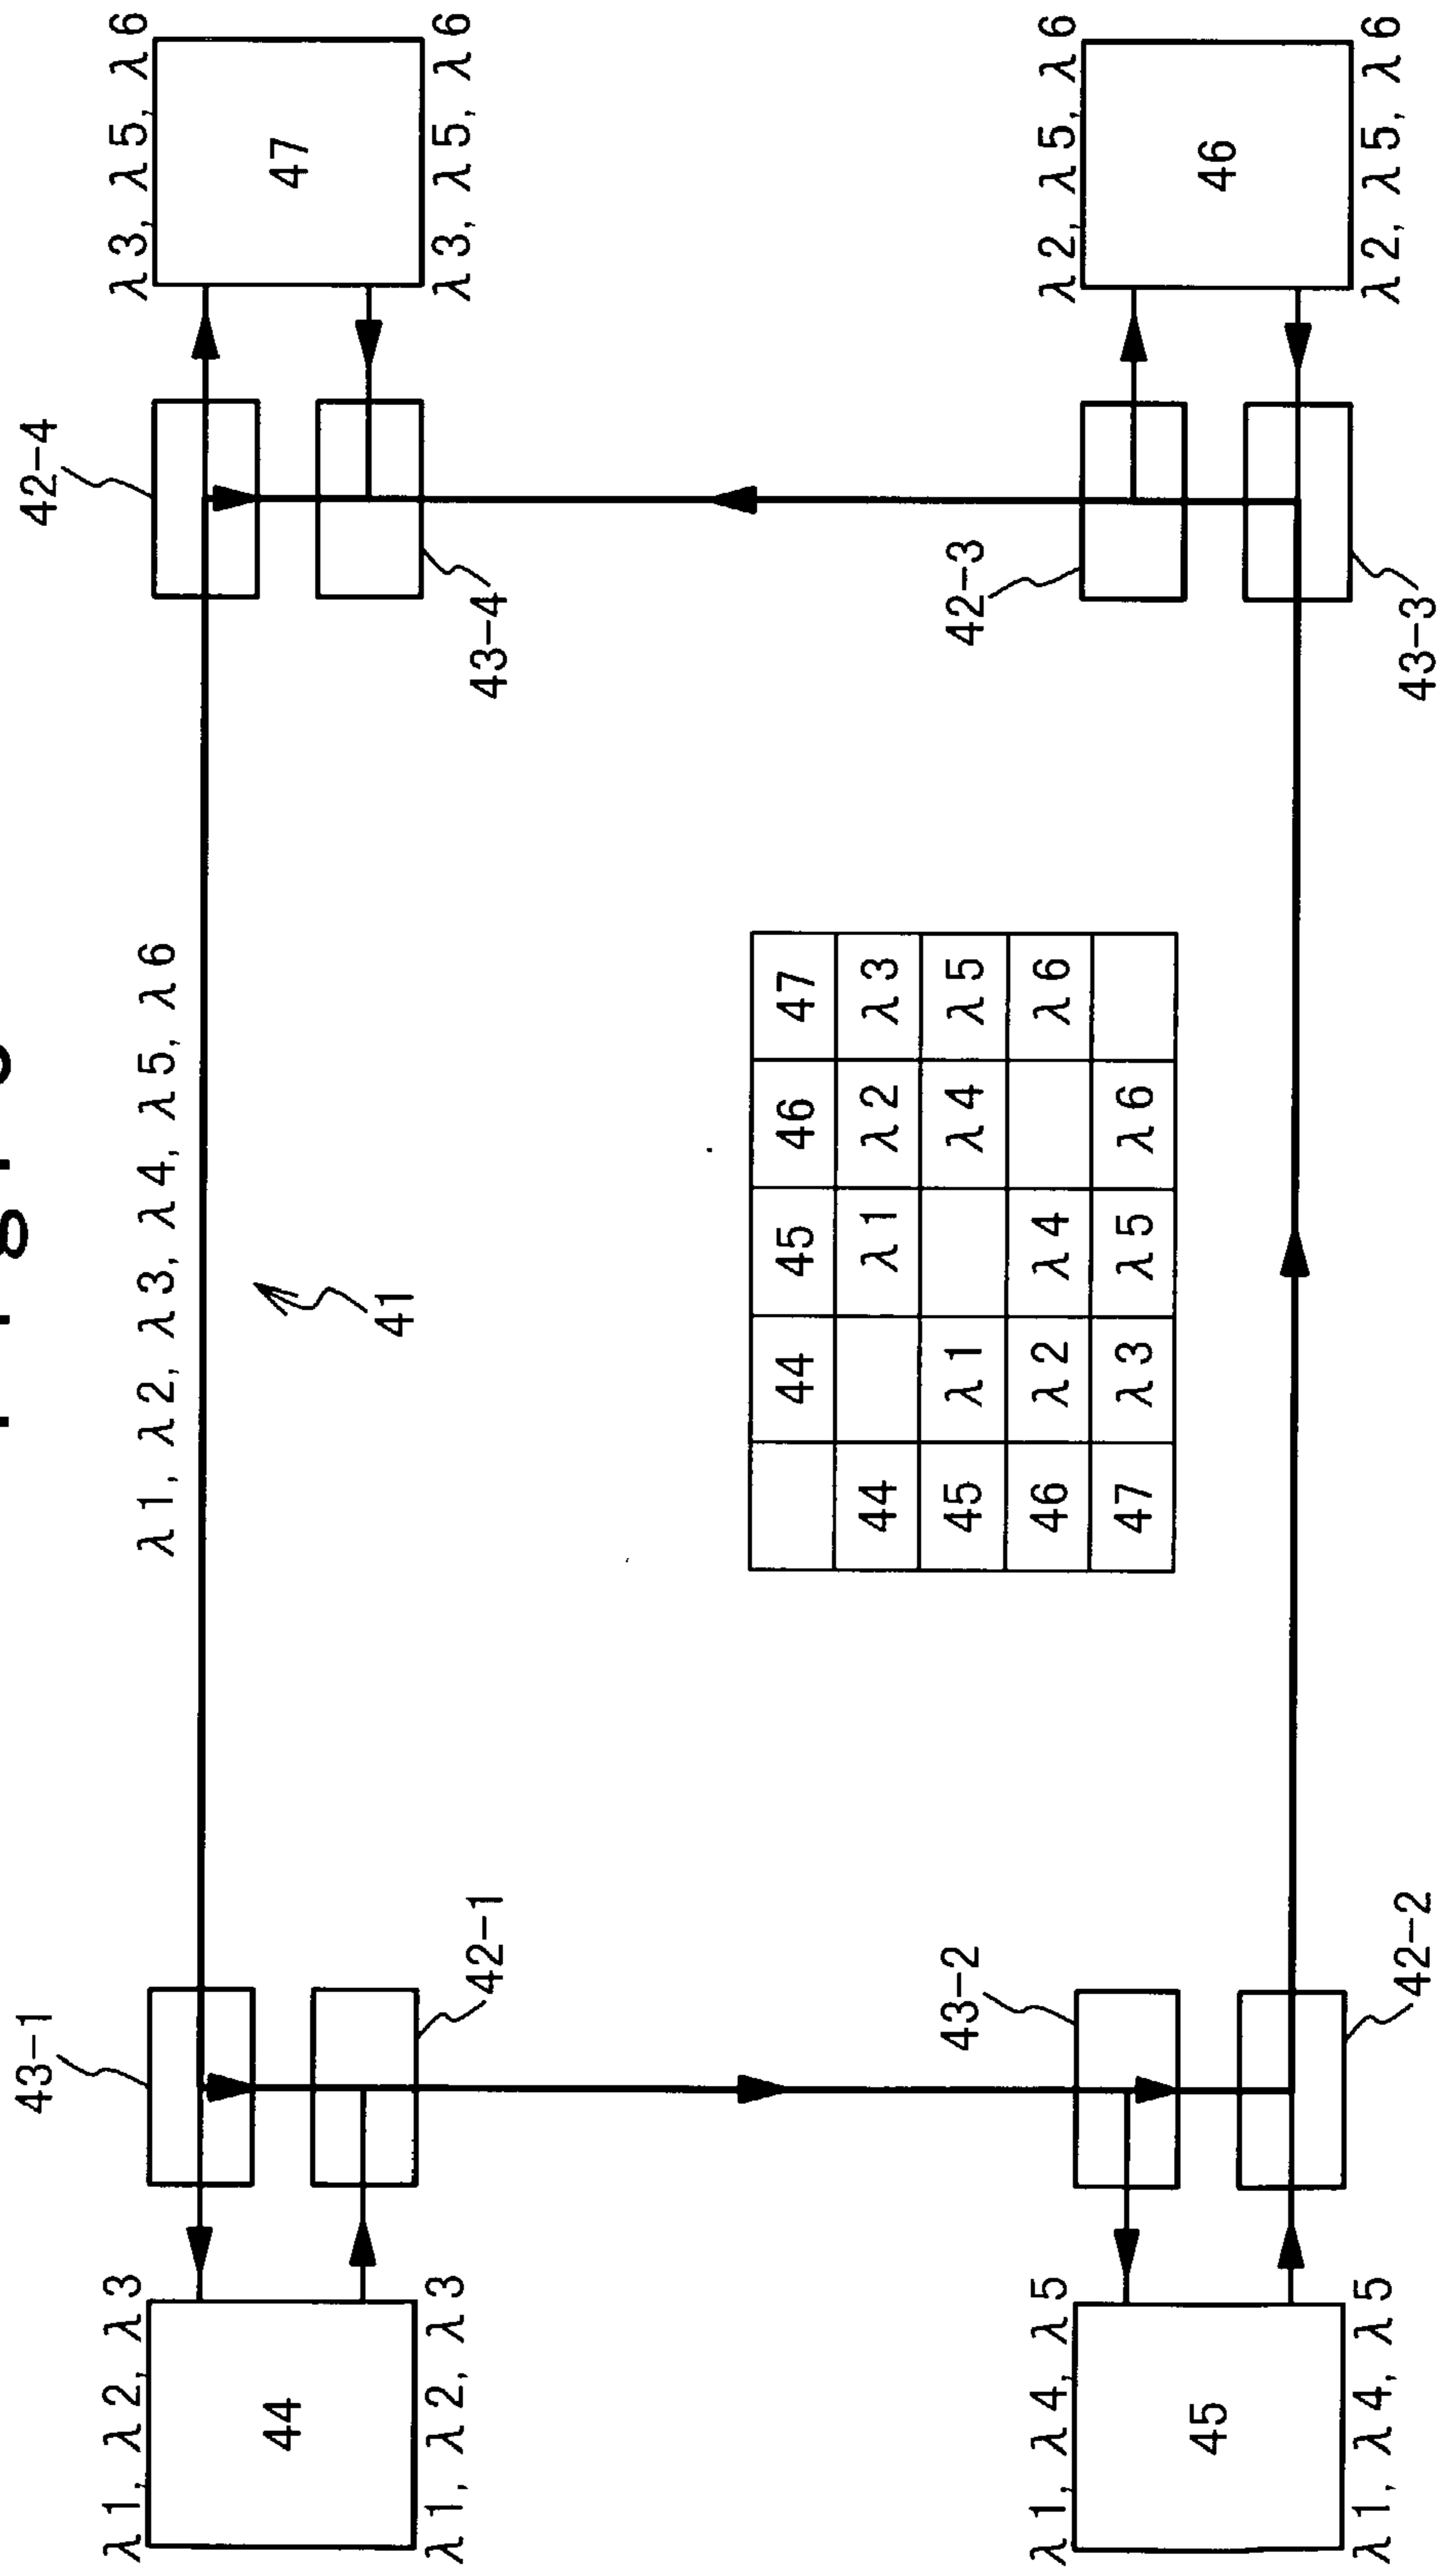 43-1
42-4
λ1, λ2, λ3
λ1, λ2, λ3, λ4, λ5, λ6
λ3, λ5, λ6
44
47
41
λ1, λ2, λ3
42-1
43-4
λ3, λ5, λ6
44 45 46 47
44 λ1 λ2 λ3
45 λ1 λ4 λ5
46 λ2 λ4 λ6
47 λ3 λ5 λ6
43-2
42-3
λ1, λ4, λ5
λ2, λ5, λ6
45
46
λ1, λ4, λ5
42-2
43-3
λ2, λ5, λ6